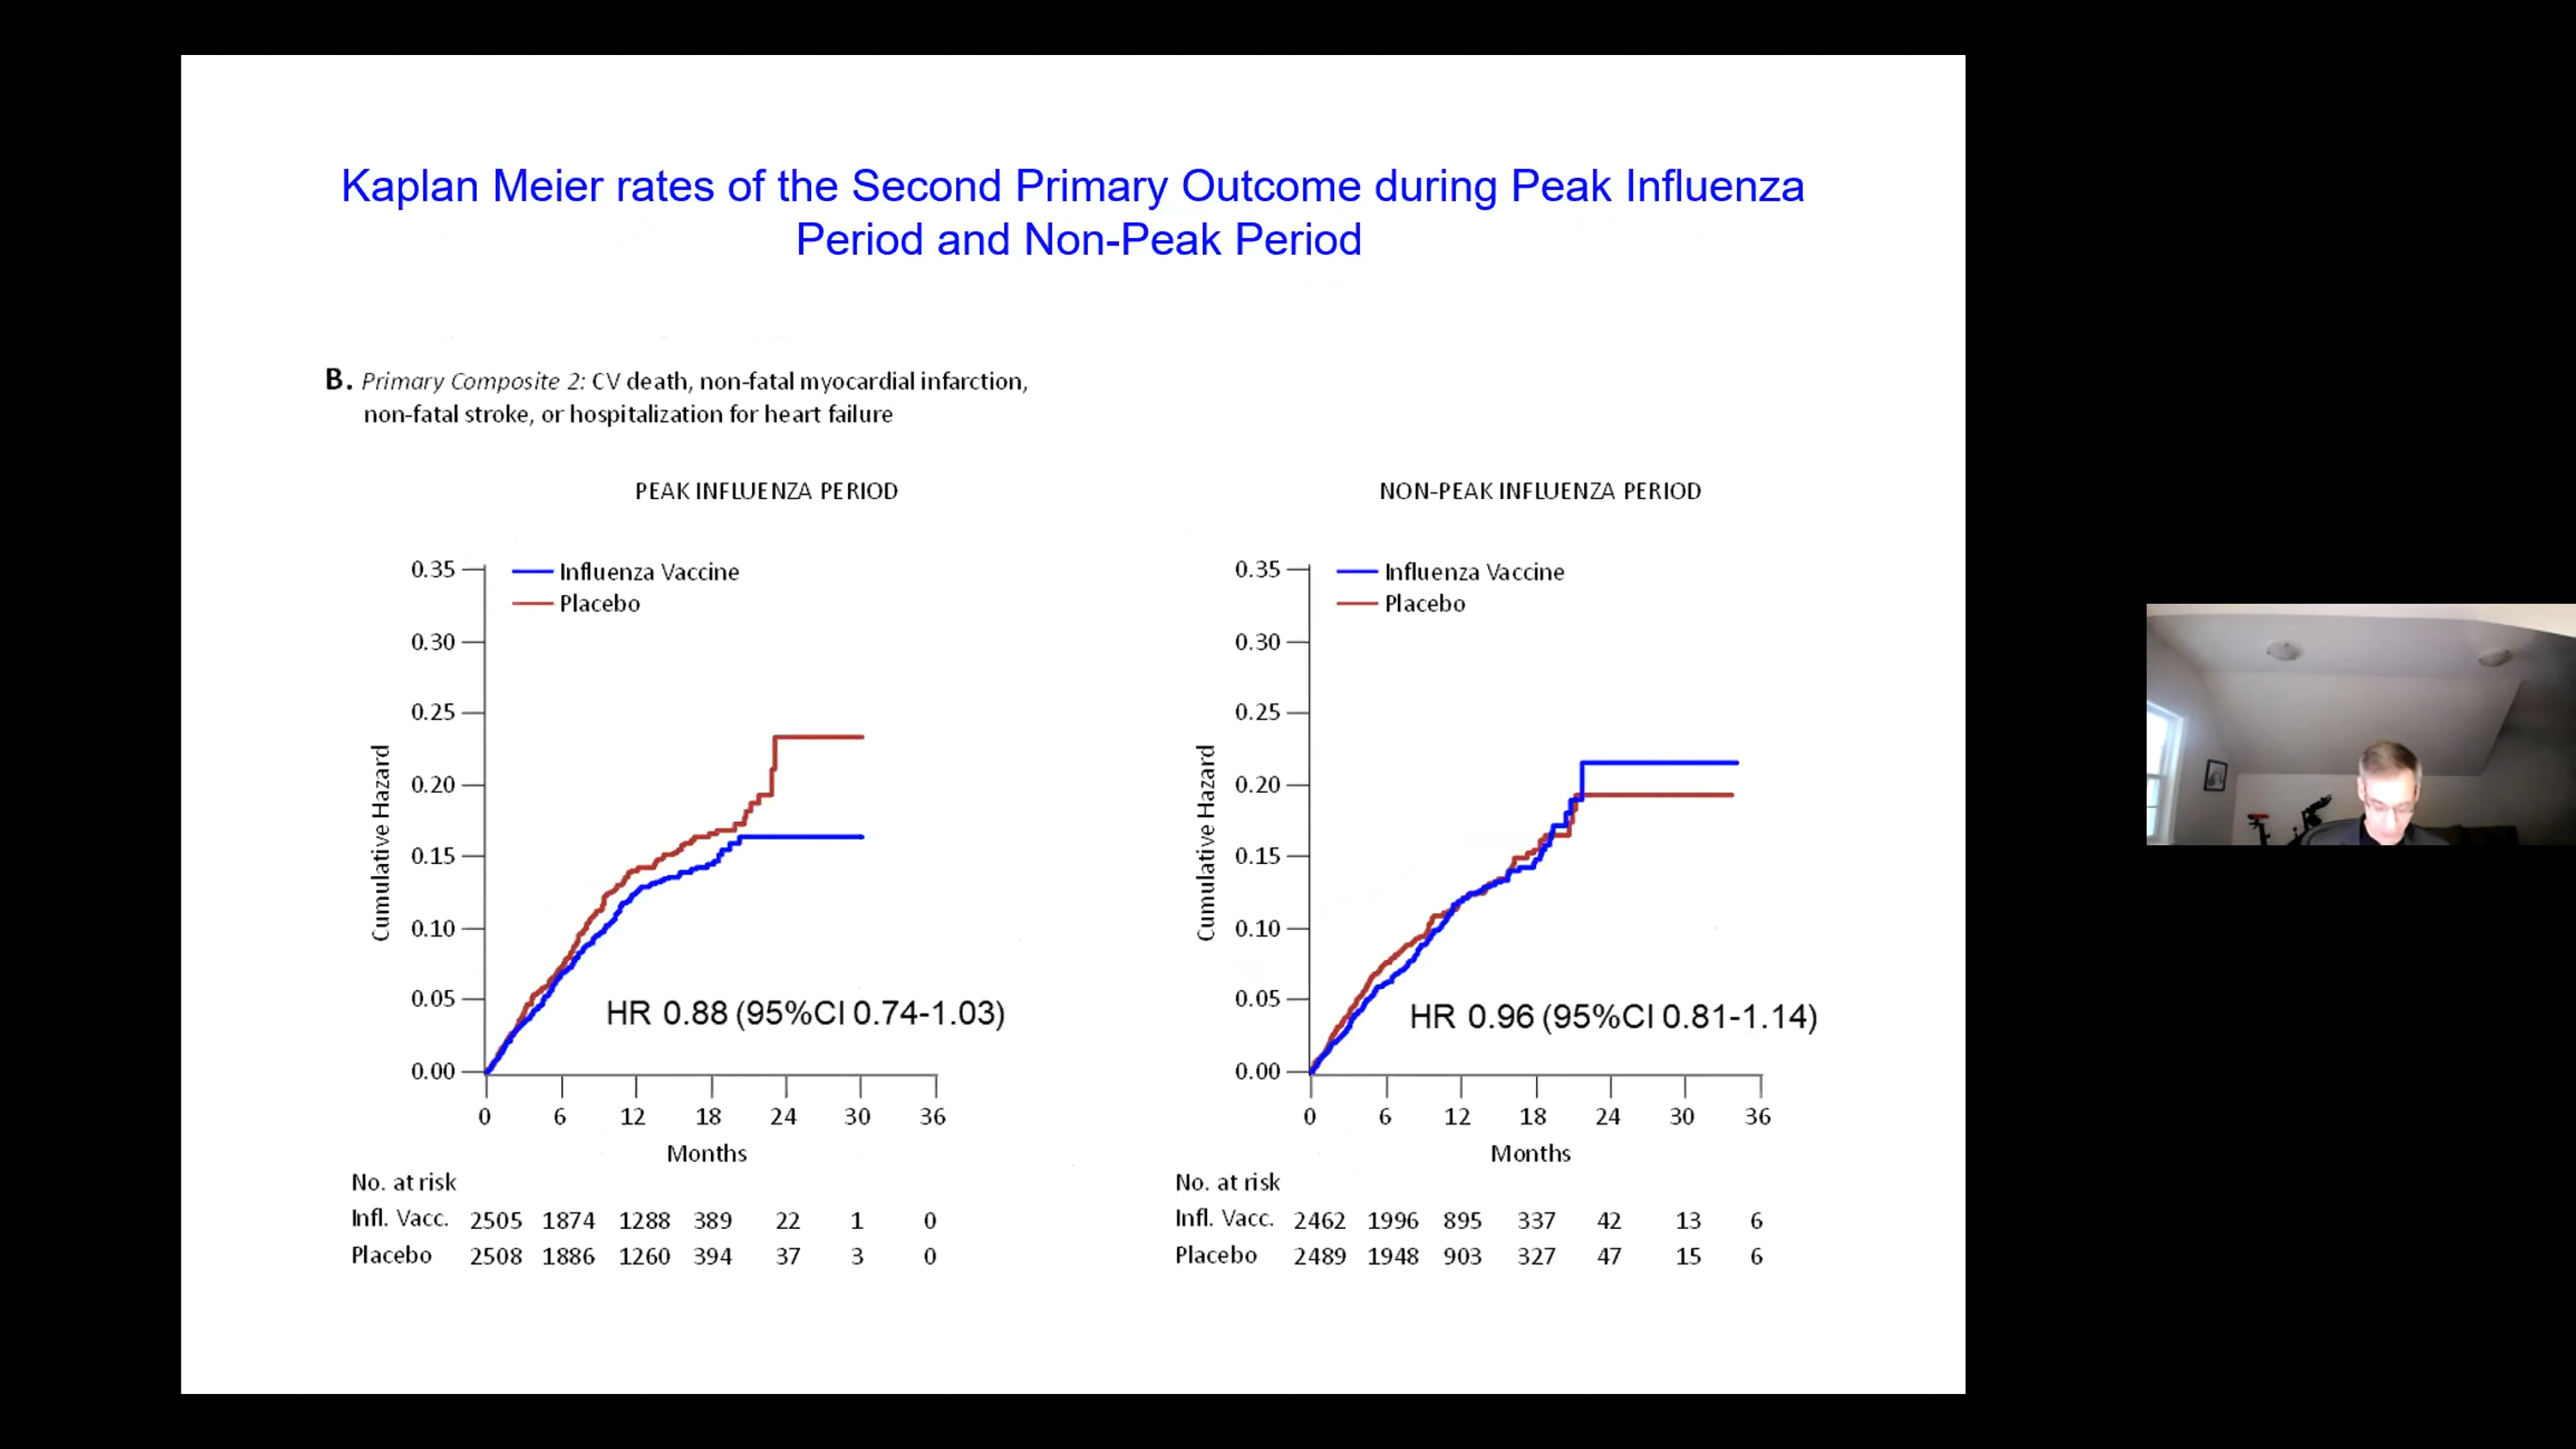 Kaplan Meier rates of the Second Primary Outcome during Peak Influenza
Period and Non-Peak Period
B. Primary Composite 2: CV death, non-fatal myocardial infarction,
non-fatal stroke, or hospitalization for heart failure
PEAK INFLUENZA PERIOD
Influenza Vaccine
Placebo
0.35
0.30
0.25
0.20
0.15
0.10
0.05
0.00
Cumulative Hazard
HR 0.88 (95%CI 0.74-1.03)
0 6 12 18 24 30 36
Months
No. at risk
Infl. Vacc. 2505 1874 1288 389 22 1 0
Placebo 2508 1886 1260 394 37 3 0
NON-PEAK INFLUENZA PERIOD
Influenza Vaccine
Placebo
0.35
0.30
0.25
0.20
0.15
0.10
0.05
0.00
Cumulative Hazard
HR 0.96 (95%CI 0.81-1.14)
0 6 12 18 24 30 36
Months
No. at risk
Infl. Vacc. 2462 1996 895 337 42 13 6
Placebo 2489 1948 903 327 47 15 6